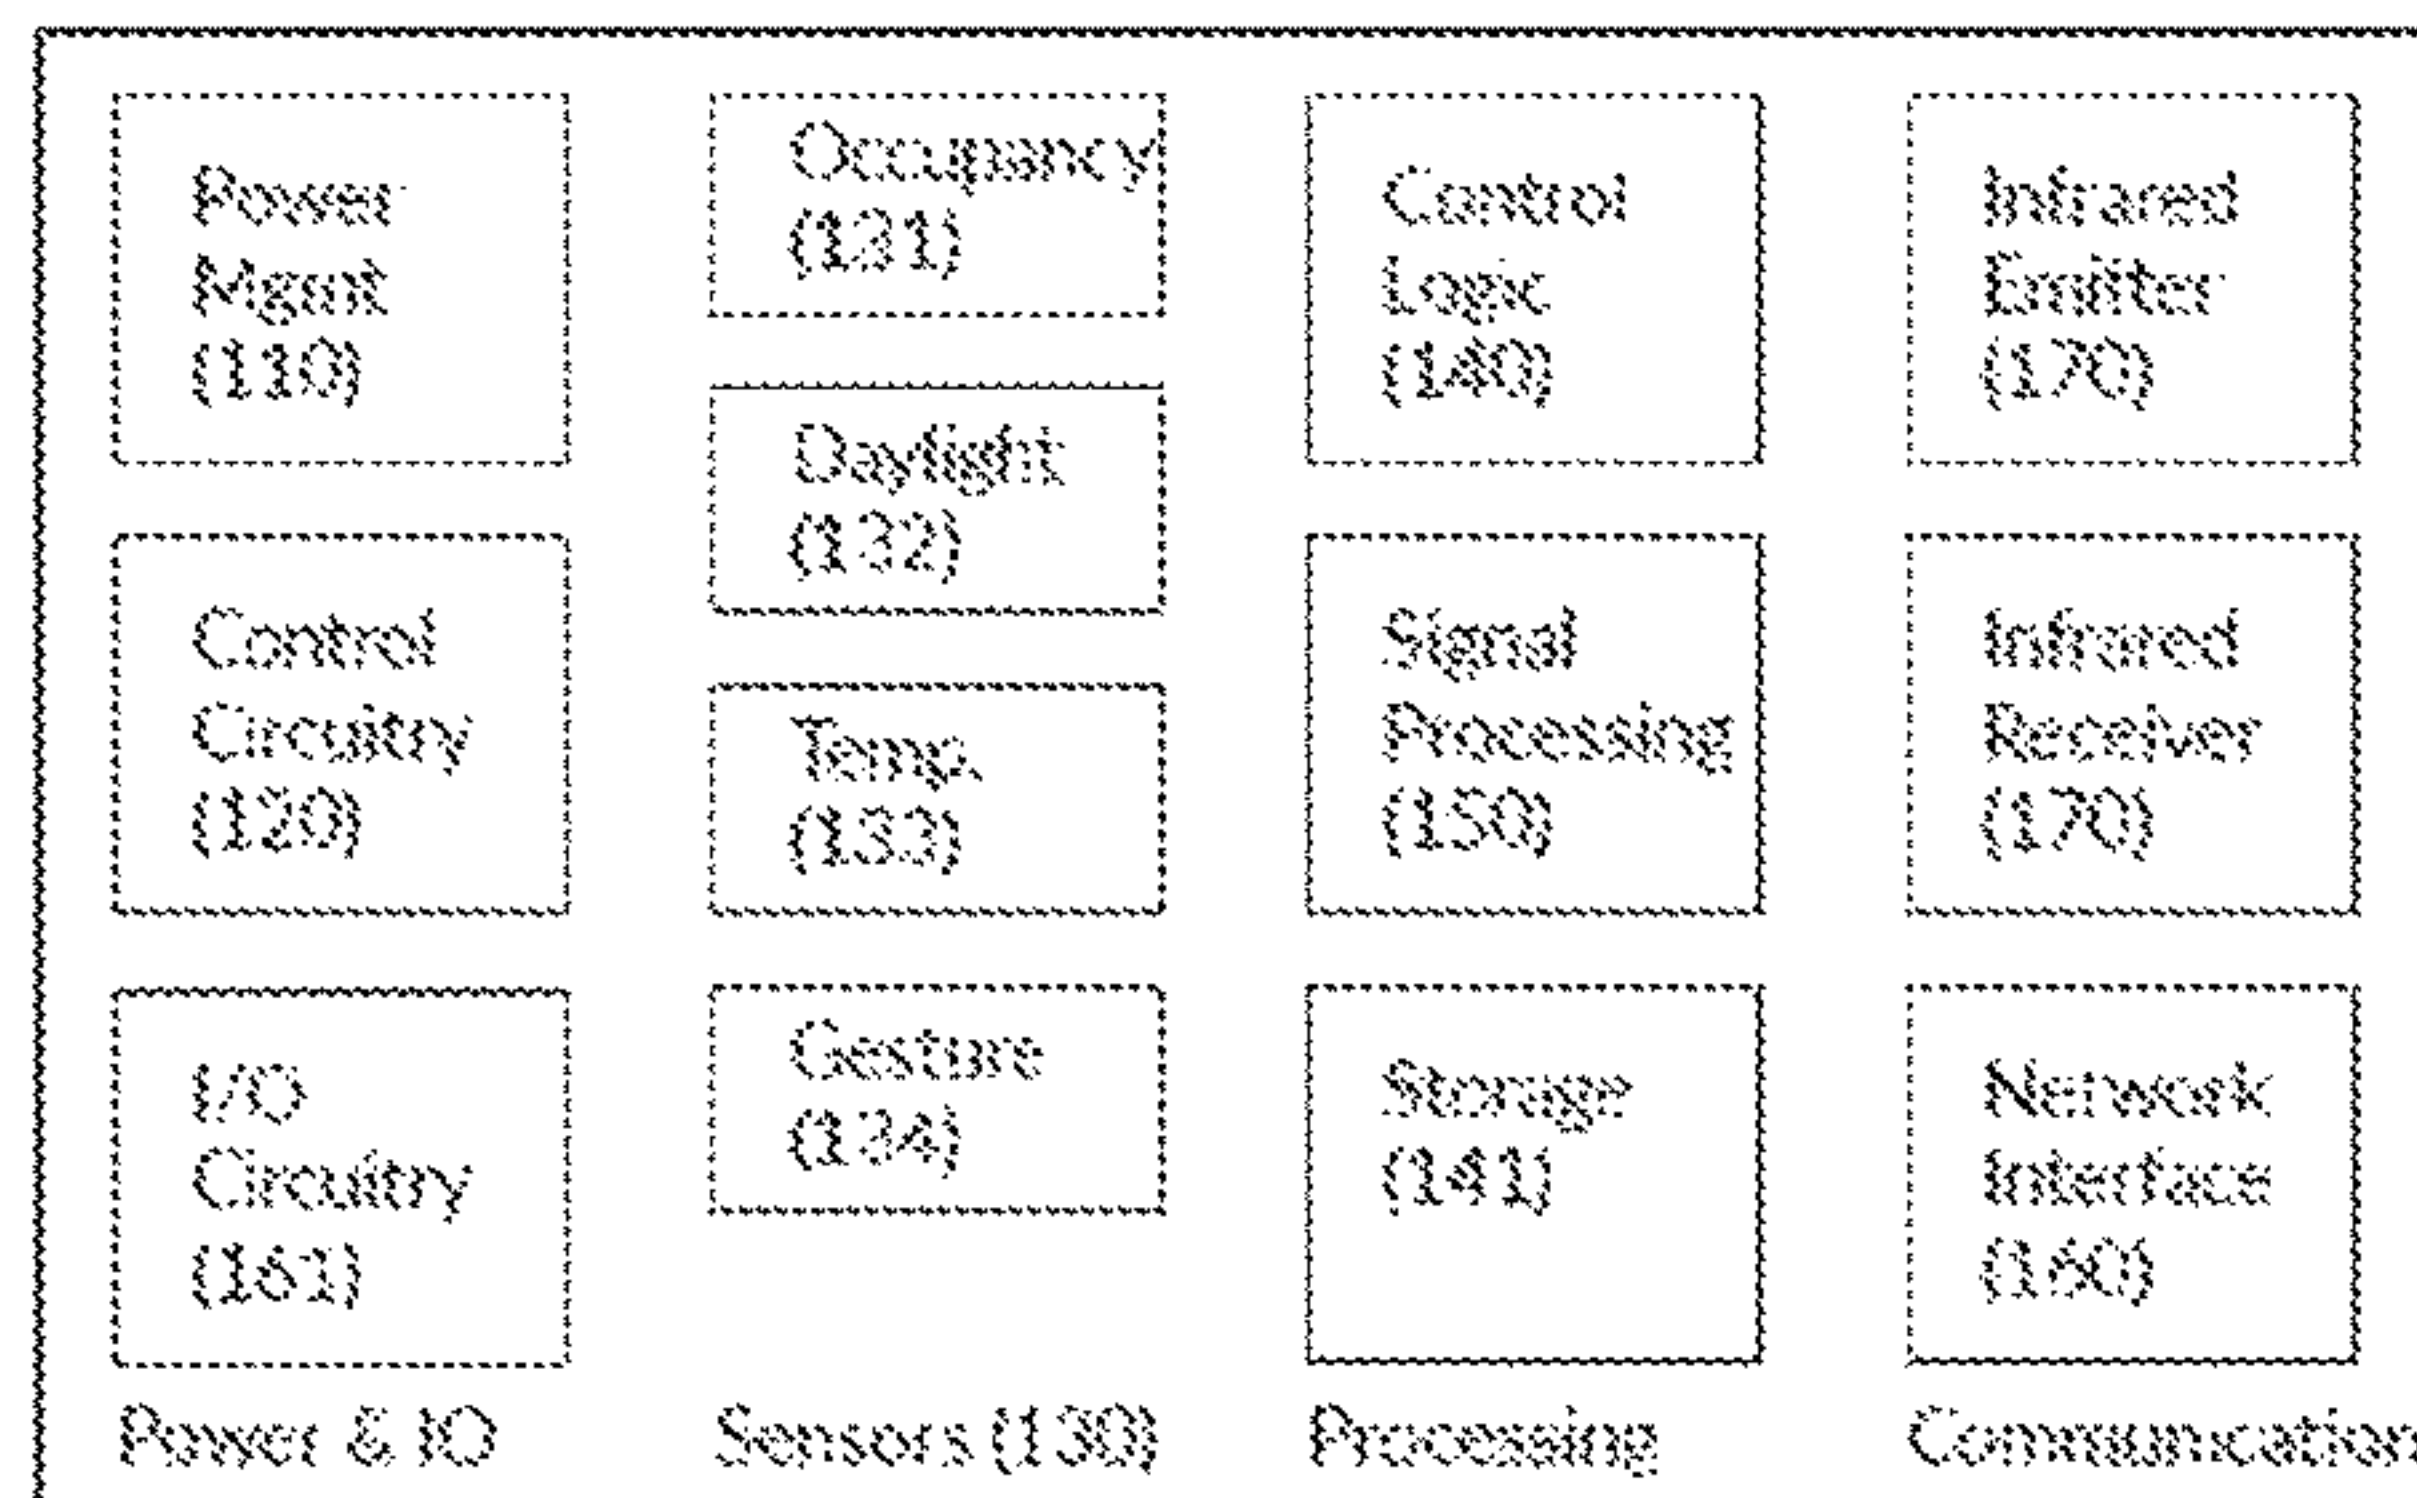 Power
Mgmt
(110)
Control
Circuitry
(120)
I/O
Circuitry
(161)
Power & IO
Occupancy
(131)
Daylight
(132)
Temp.
(133)
Gesture
(134)
Sensors (130)
Control
Logic
(140)
Signal
Processing
(150)
Storage
(141)
Processing
Infrared
Emitter
(170)
Infrared
Receiver
(170)
Network
Interface
(160)
Communication